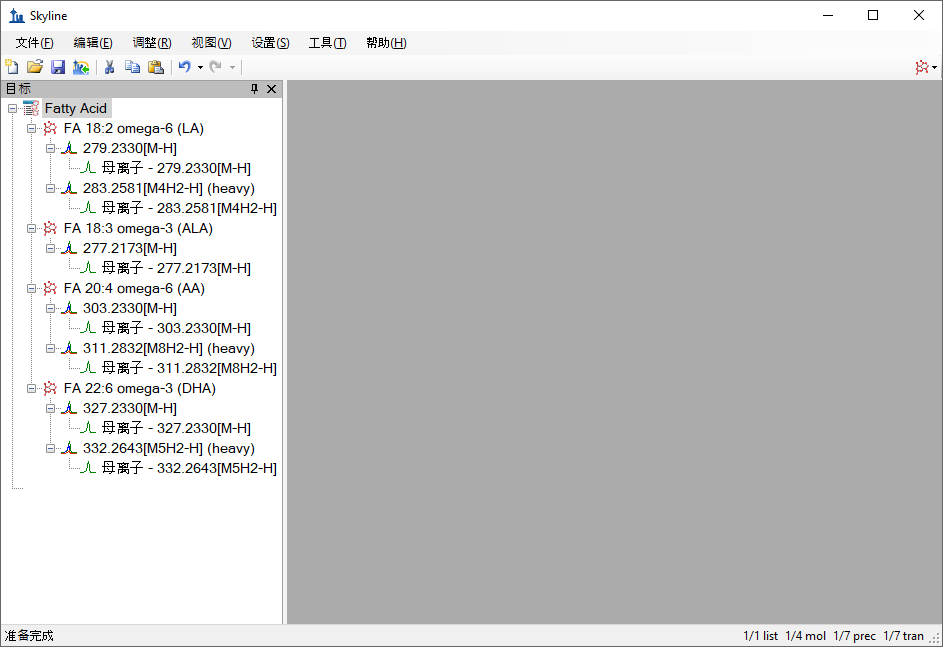 Skyline
文件(F) 编辑(E) 调整(R) 视图(V) 设置(S) 工具(T) 帮助(H)
目标
Fatty Acid
FA 18:2 omega-6 (LA)
279.2330[M-H]
母离子 - 279.2330[M-H]
283.2581[M4H2-H] (heavy)
母离子 - 283.2581[M4H2-H]
FA 18:3 omega-3 (ALA)
277.2173[M-H]
母离子 - 277.2173[M-H]
FA 20:4 omega-6 (AA)
303.2330[M-H]
母离子 - 303.2330[M-H]
311.2832[M8H2-H] (heavy)
母离子 - 311.2832[M8H2-H]
FA 22:6 omega-3 (DHA)
327.2330[M-H]
母离子 - 327.2330[M-H]
332.2643[M5H2-H] (heavy)
母离子 - 332.2643[M5H2-H]
准备完成 1/1 list 1/4 mol 1/7 prec 1/7 tran